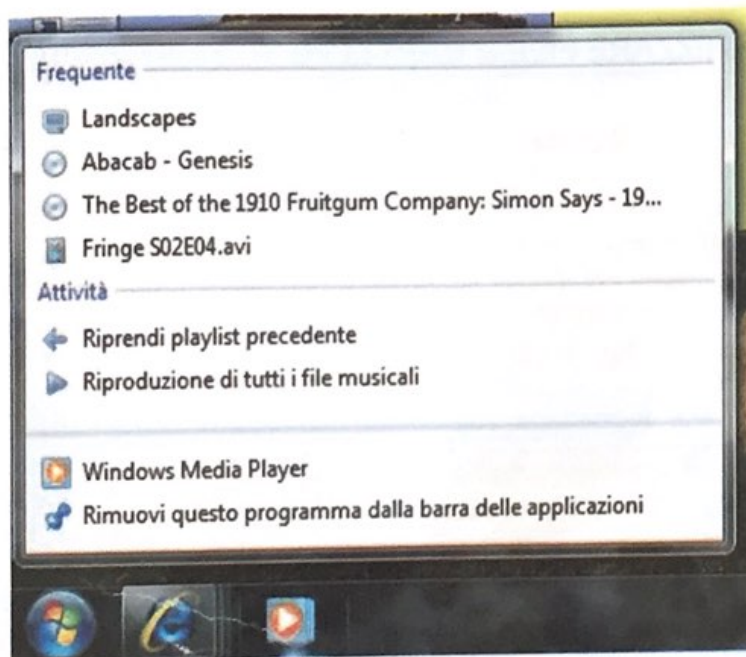 Frequente
Landscapes
Abacab - Genesis
The Best of the 1910 Fruitgum Company: Simon Says - 19...
Fringe S02E04.avi
Attività
Riprendi playlist precedente
Riproduzione di tutti i file musicali
Windows Media Player
Rimuovi questo programma dalla barra delle applicazioni